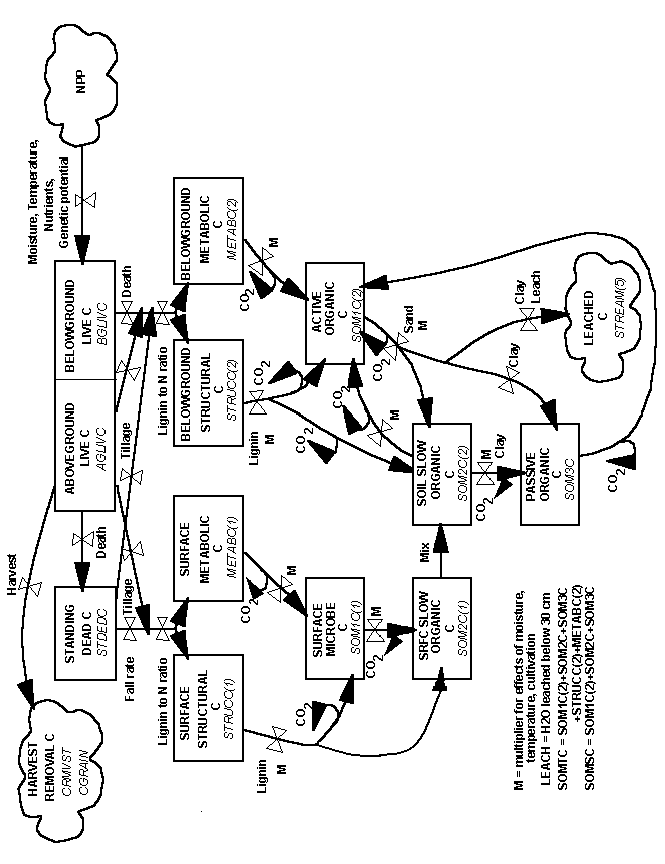 NPP
Moisture, Temperature,
Nutrients,
Genetic potential
HARVEST
REMOVAL C
CRMVST
CGRAIN
Harvest
STANDING
DEAD C
STDEDC
Death
ABOVEGROUND
LIVE C
AGLIVC
BELOWGROUND
LIVE C
BGLIVC
Death
Fall rate
Tillage
Tillage
Lignin to N ratio
Lignin to N ratio
SURFACE
STRUCTURAL
C
STRUCC(1)
SURFACE
METABOLIC
C
METABC(1)
BELOWGROUND
STRUCTURAL
C
STRUCC(2)
BELOWGROUND
METABOLIC
C
METABC(2)
Lignin
M
CO2
CO2
M
Lignin
M
CO2
CO2
CO2
M
SURFACE
MICROBE
C
SOM1C(1)
CO2
M
ACTIVE
ORGANIC
C
SOM1C(2)
CO2
M
CO2
Sand
M
SRFC SLOW
ORGANIC
C
SOM2C(1)
Mix
SOIL SLOW
ORGANIC
C
SOM2C(2)
CO2
M
Clay
Clay
Clay
Leach
PASSIVE
ORGANIC
C
SOM3C
LEACHED
C
STREAM(5)
CO2
M = multiplier for effects of moisture,
temperature, cultivation
LEACH = H2O leached below 30 cm
SOMTC = SOM1C(2)+SOM2C+SOM3C
+STRUCC(2)+METABC(2)
SOMSC = SOM1C(2)+SOM2C+SOM3C